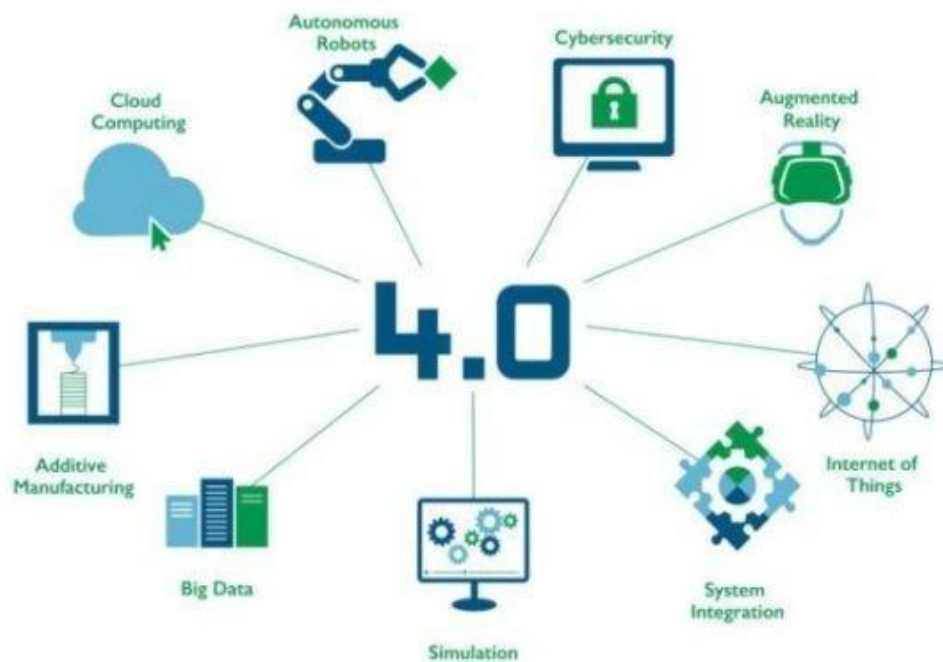 Autonomous
Robots
Cybersecurity
Cloud
Computing
Augmented
Reality
4.0
Additive
Manufacturing
Internet of
Things
Big Data
System
Integration
Simulation